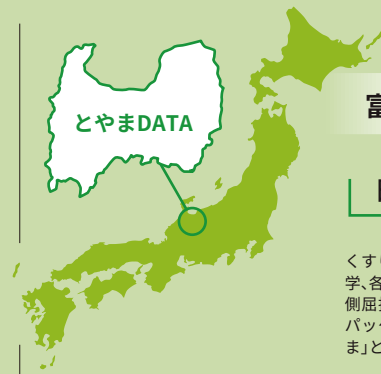 とやまDATA
富
くす
学、各
側屈
パッ
ま」と